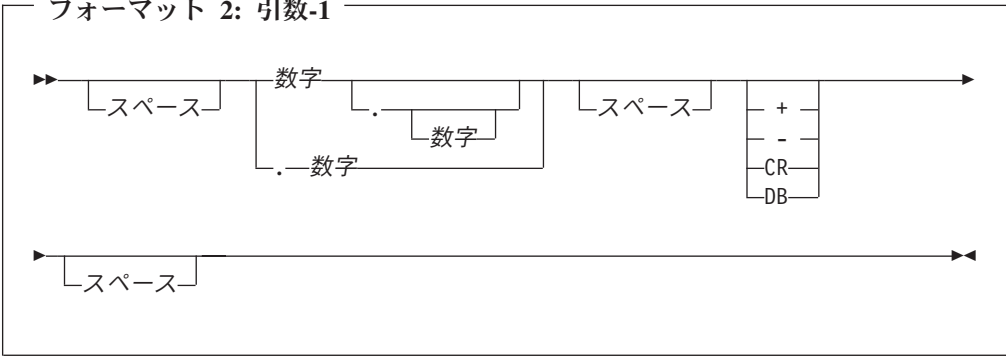 フォーマット 2: 引数-1
数字
スペース . スペース +
数字 -
. 数字 CR
DB
スペース